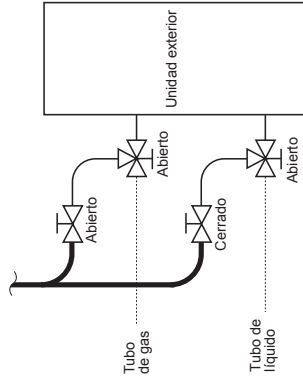 Unidad exterior
Abierto
Abierto
Cerrado
Abierto
Tubo
de gas
Tubo de
líquido